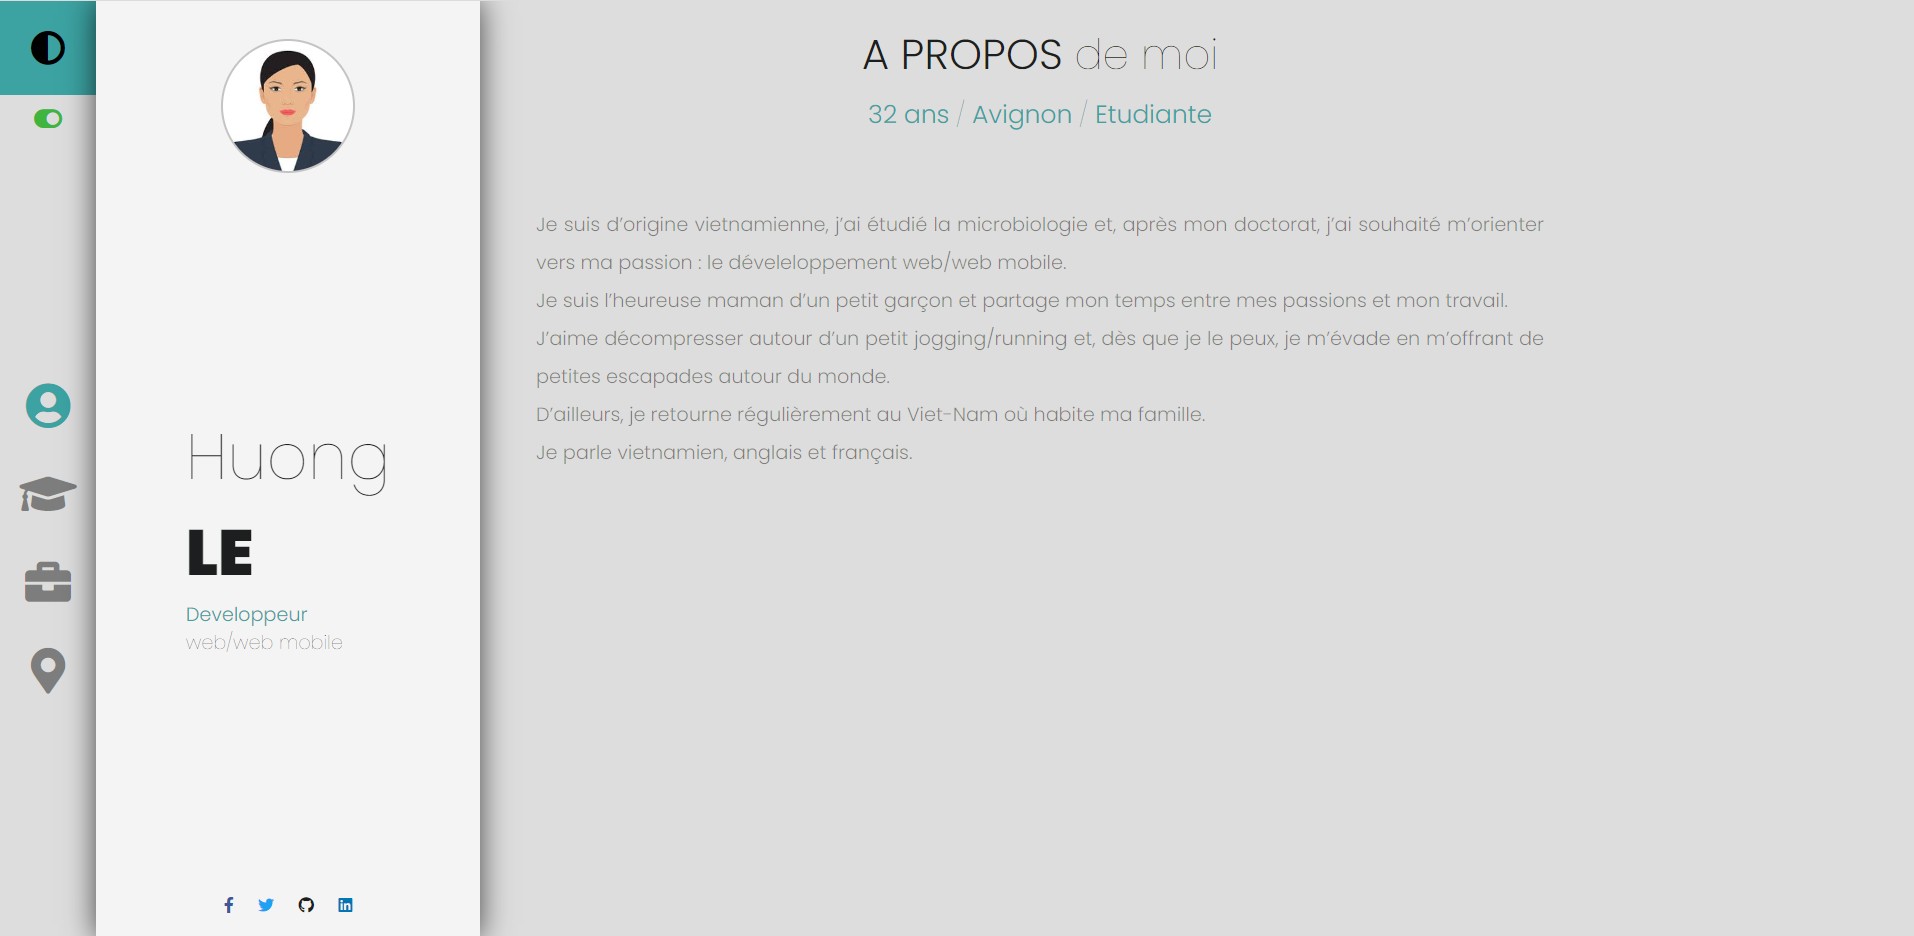 A PROPOS de moi
32 ans / Avignon / Etudiante
Je suis d’origine vietnamienne, j’ai étudié la microbiologie et, après mon doctorat, j’ai souhaité m’orienter
vers ma passion : le déveleloppement web/web mobile.
Je suis l’heureuse maman d’un petit garçon et partage mon temps entre mes passions et mon travail.
J’aime décompresser autour d’un petit jogging/running et, dès que je le peux, je m’évade en m’offrant de
petites escapades autour du monde.
D’ailleurs, je retourne régulièrement au Viet-Nam où habite ma famille.
Je parle vietnamien, anglais et français.
Huong
LE
Developpeur
web/web mobile